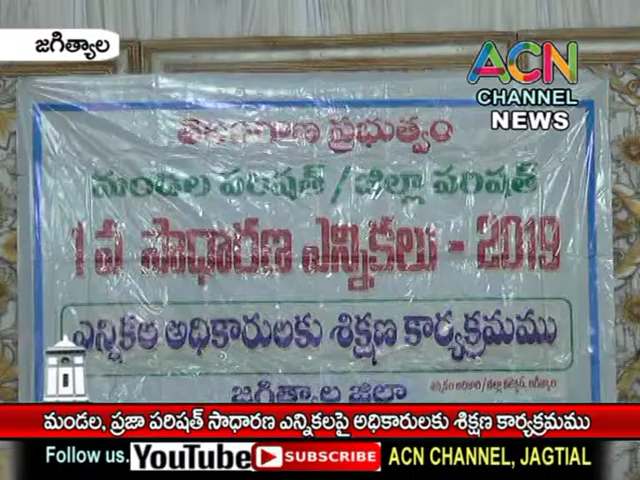 జగిత్యాల
ACN
CHANNEL
NEWS
తెలంగాణ ప్రభుత్వం
మండల పరిషత్ / జిల్లా పరిషత్
1వ సాధారణ ఎన్నికలు - 2019
ఎన్నికల అధికారులకు శిక్షణ కార్యక్రమము
జగిత్యాల జిల్లా
మండల, ప్రజా పరిషత్ సాధారణ ఎన్నికలపై అధికారులకు శిక్షణ కార్యక్రమము
Follow us. YouTube SUBSCRIBE ACN CHANNEL, JAGTIAL